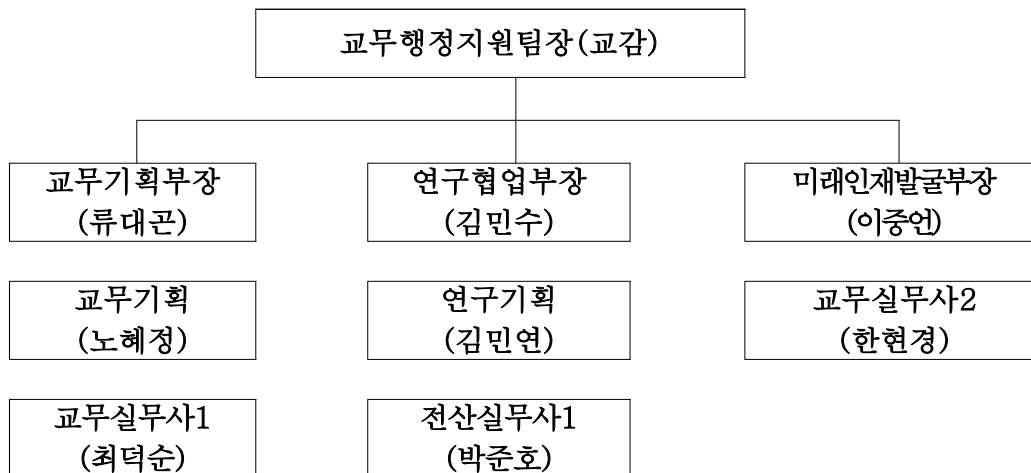 교무행정지원팀장(교감)
교무기획부장
(류대곤)
연구협업부장
(김민수)
미래인재발굴부장
(이중언)
교무기획
(노혜정)
연구기획
(김민연)
교무실무사2
(한현경)
교무실무사1
(최덕순)
전산실무사1
(박준호)